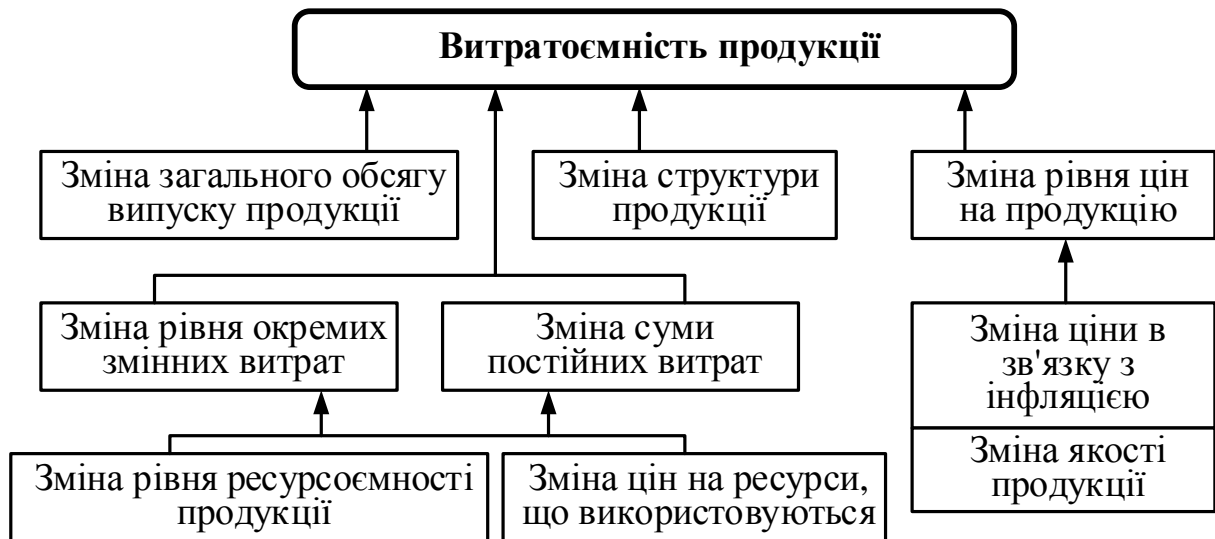 Витратоємність продукції
Зміна загального обсягу
випуску продукції
Зміна структури
продукції
Зміна рівня цін
на продукцію
Зміна рівня окремих
змінних витрат
Зміна суми
постійних витрат
Зміна ціни в
зв'язку з
інфляцією
Зміна рівня ресурсоємності
продукції
Зміна цін на ресурси,
що використовуються
Зміна якості
продукції